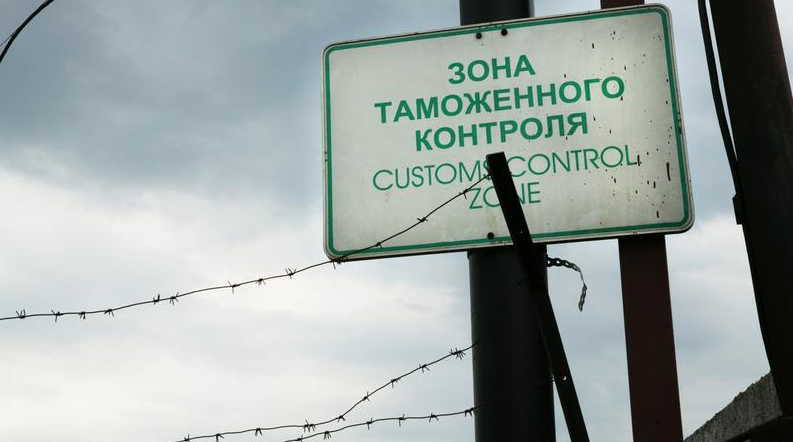 ЗОНА
ТАМОЖЕННОГО
КОНТРОЛЯ
CUSTOMS CONTROL
ZONE